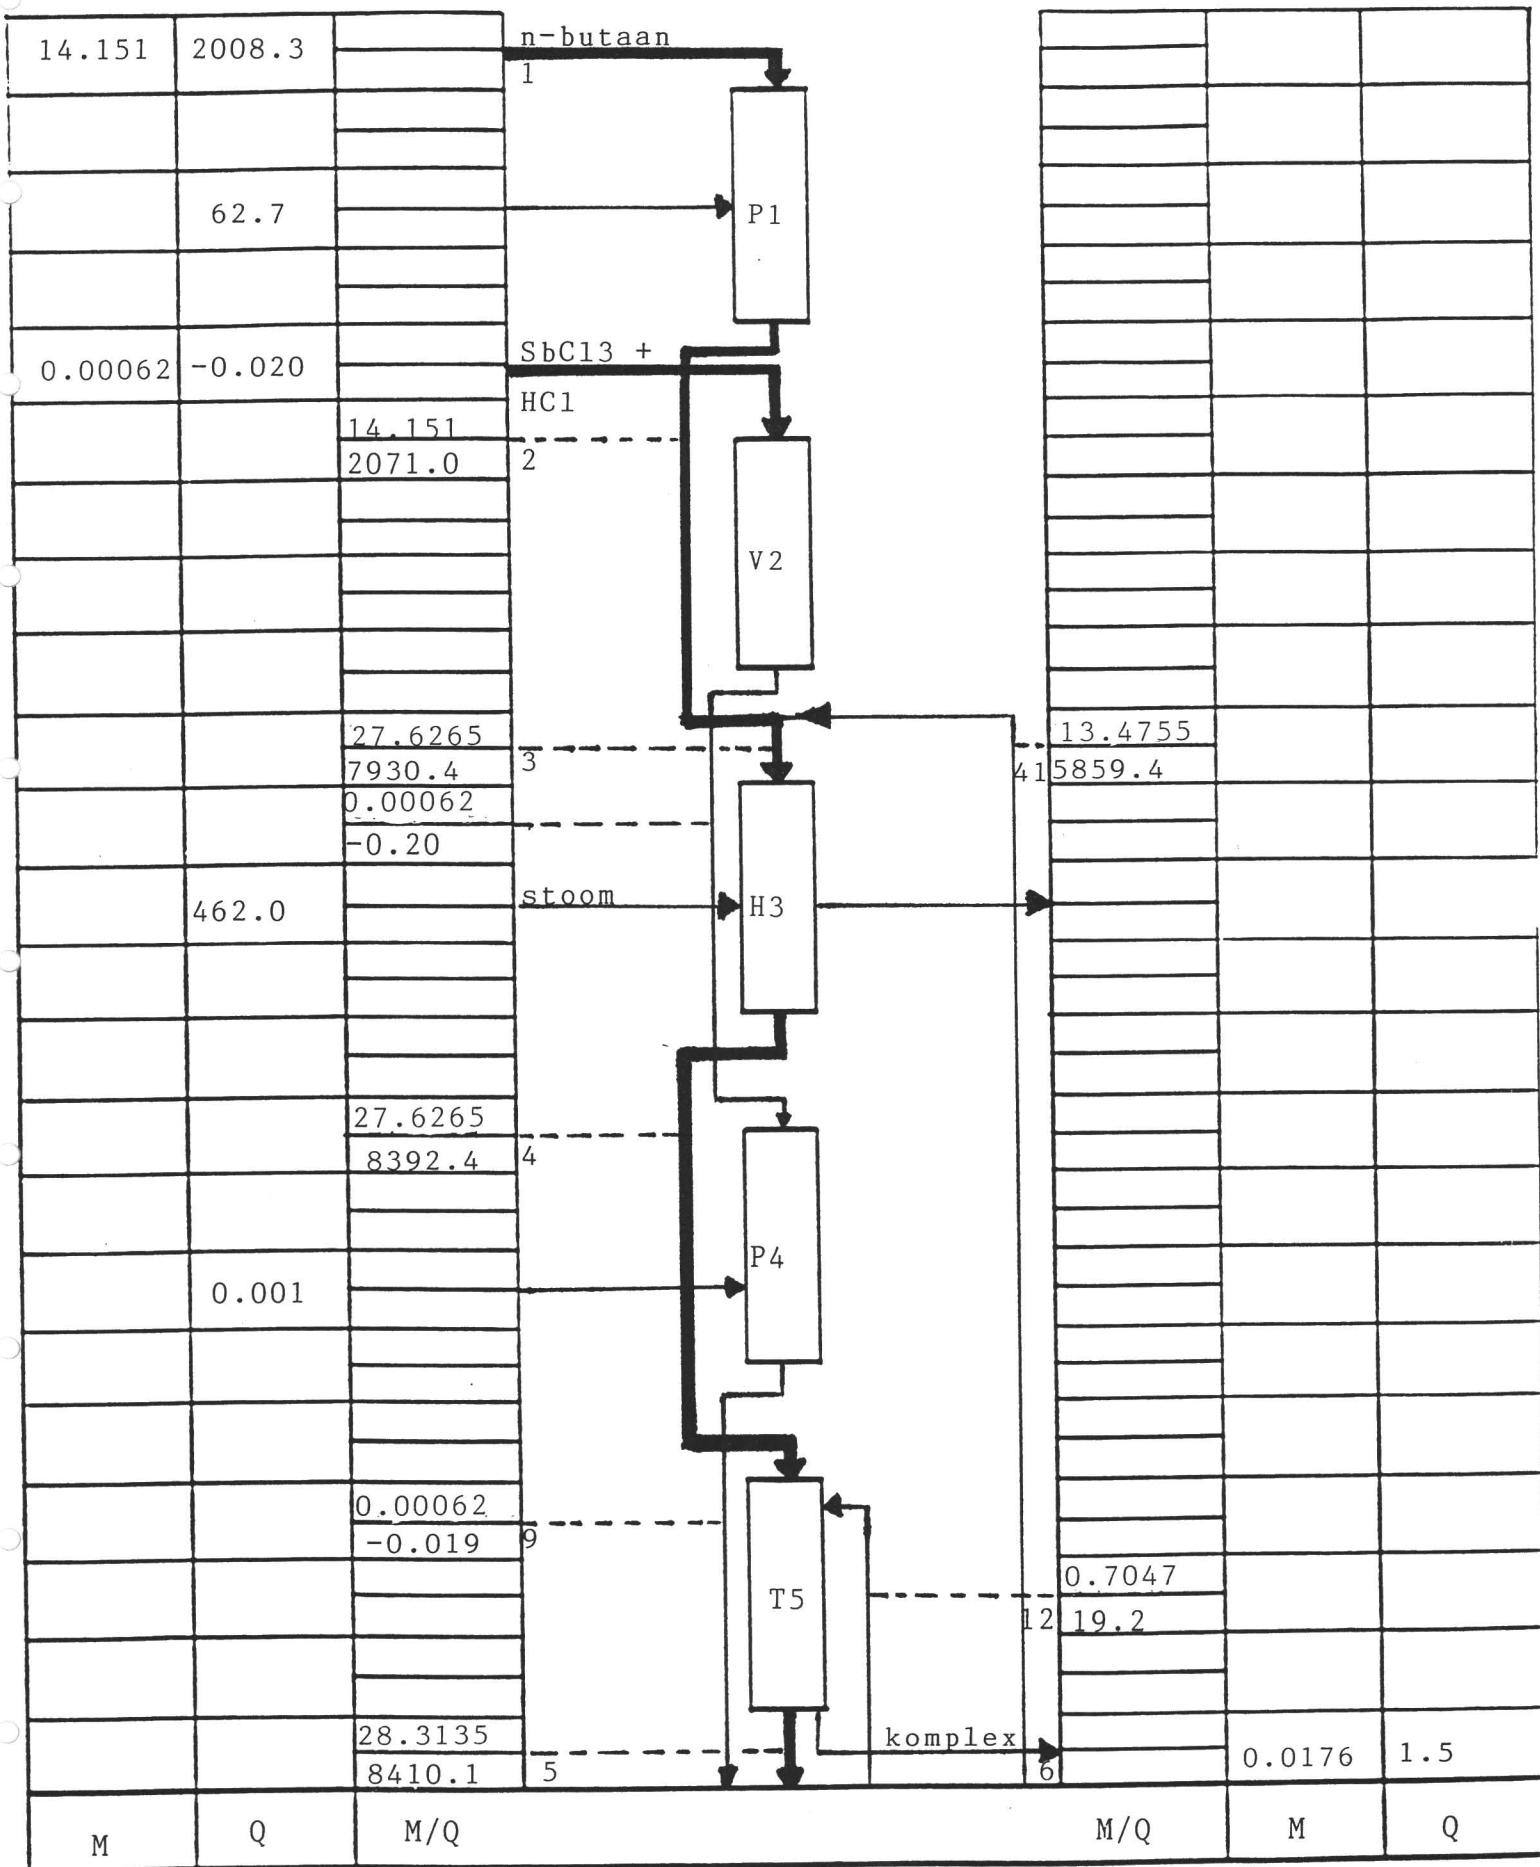 14.151 2008.3 n-butaan
1
62.7 P1
SbCl3 +
0.00062 -0.020
HCl
14.151
2071.0 2
V2
27.6265 13.4755
3
7930.4 41 5859.4
0.00062
-0.20
462.0 stoom H3
27.6265
8392.4 4
P4
0.001
0.00062
-0.019 9
0.7047
T5
12 19.2
28.3135 komplex
0.0176 1.5
8410.1 5 6
M Q M/Q M/Q M Q